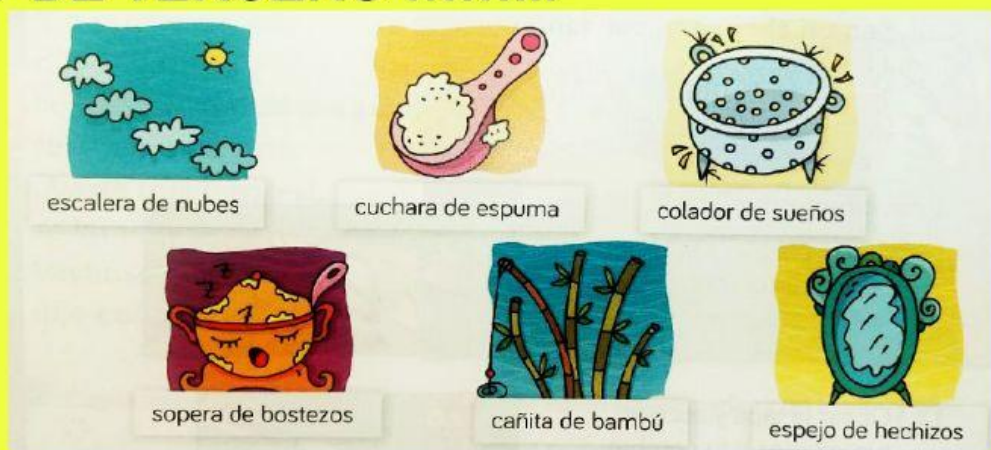 escalera de nubes
cuchara de espuma
colador de sueños
sopera de bostezos
cañita de bambú
espejo de hechizos